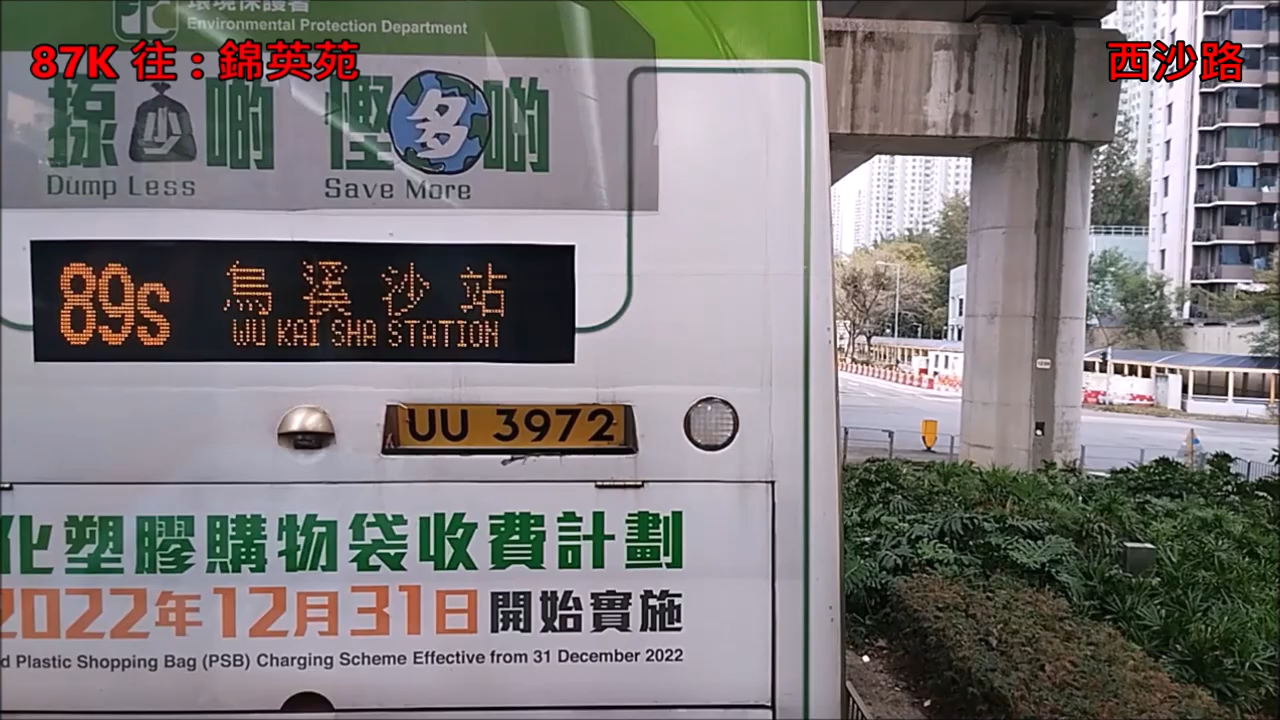 環境保護署
Environmental Protection Department
87K 往 : 錦英苑
西沙路
揼少啲 慳多啲
Dump Less Save More
89s 烏溪沙站
WU KAI SHA STATION
UU 3972
化塑膠購物袋收費計劃
2022年12月31日開始實施
d Plastic Shopping Bag (PSB) Charging Scheme Effective from 31 December 2022